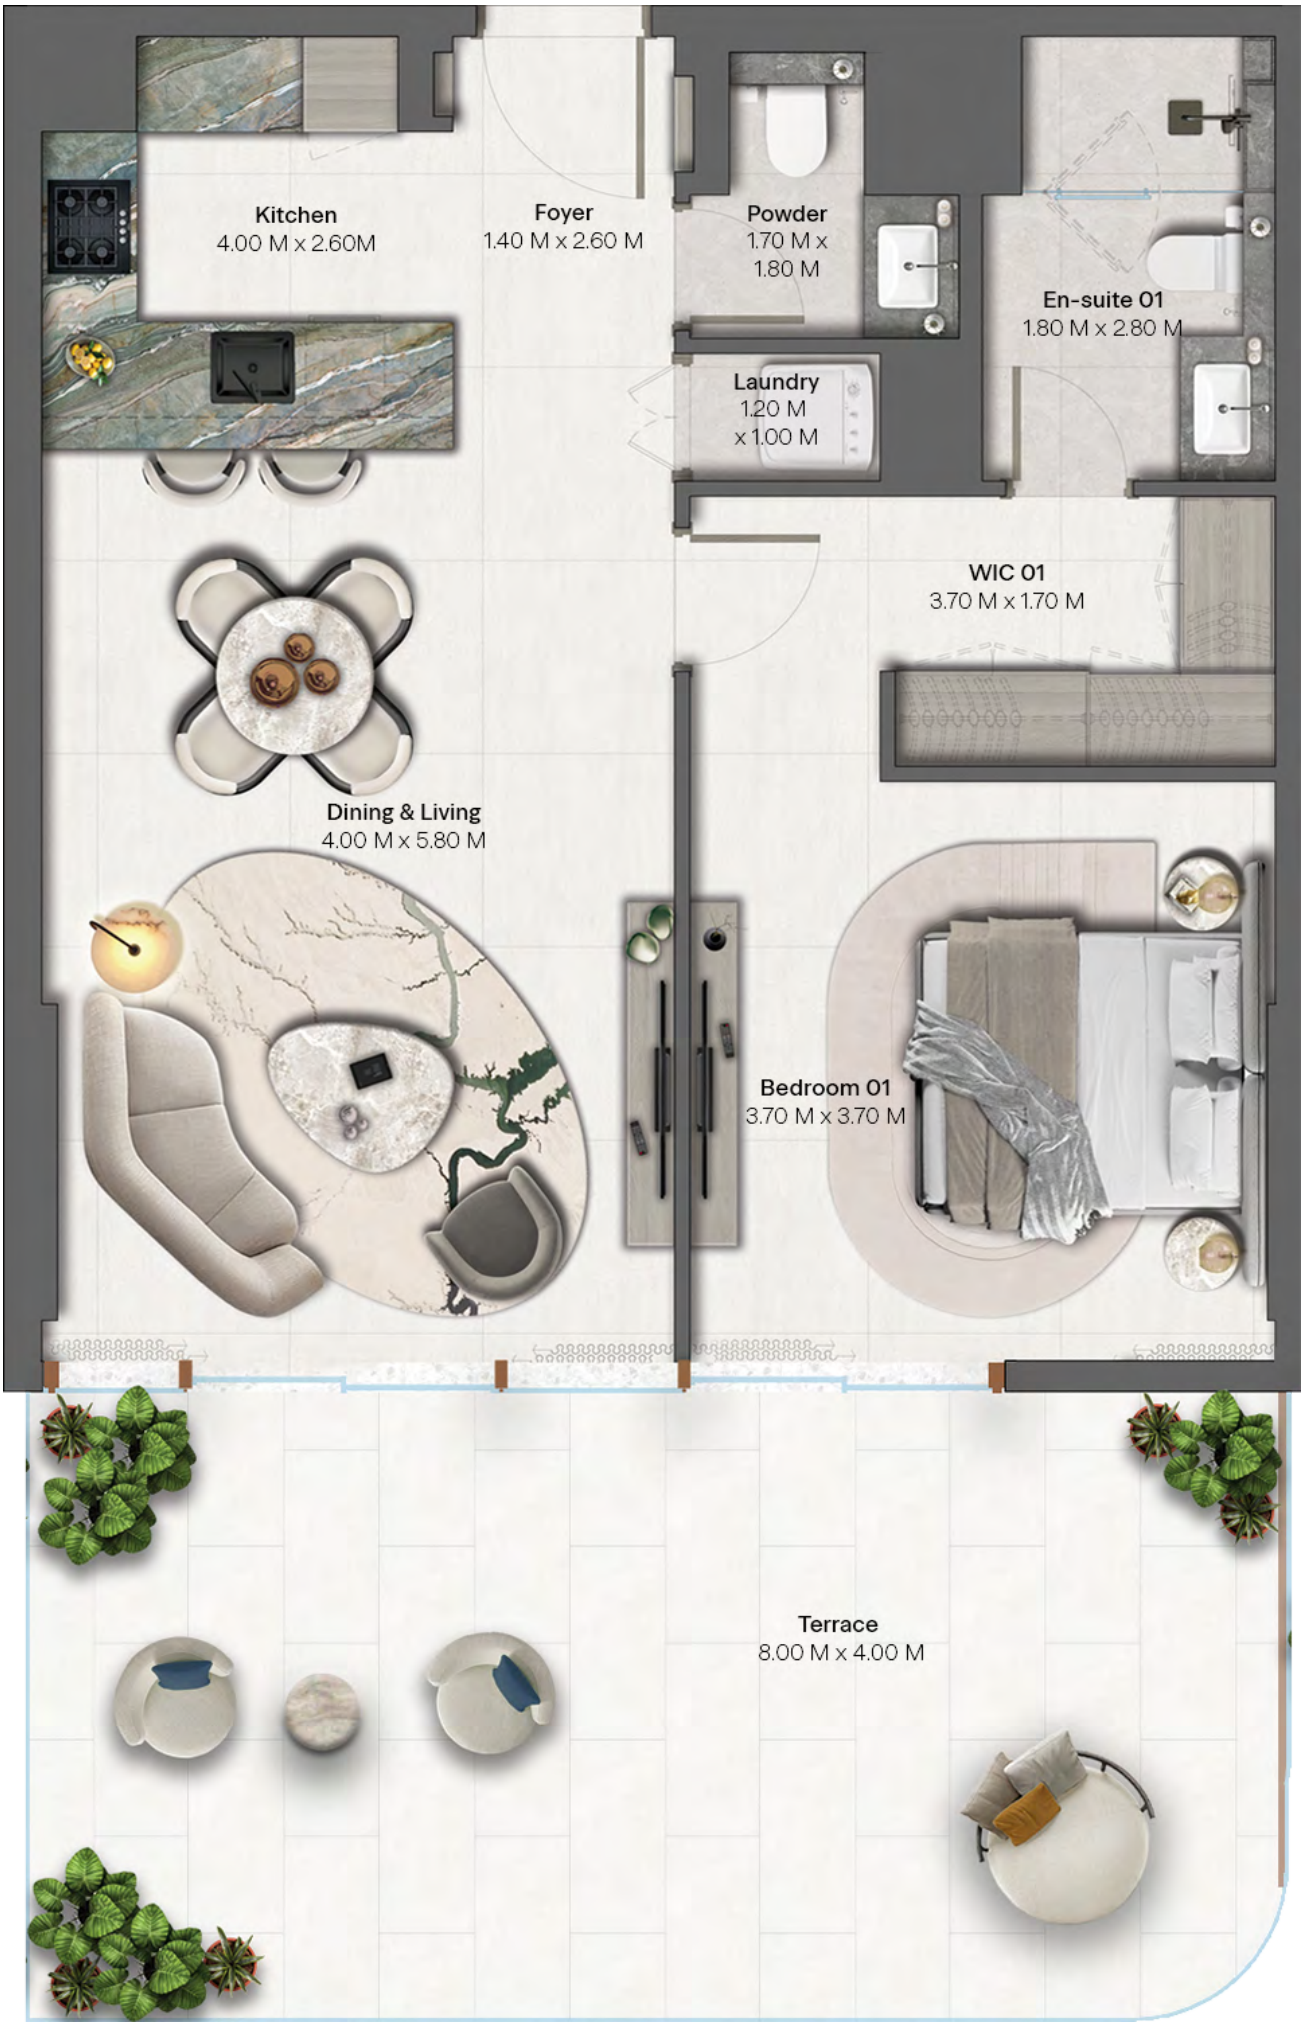 Kitchen
4.00 M x 2.60M
Foyer
1.40 M x 2.60 M
Powder
1.70 M x
1.80 M
En-suite 01
1.80 M x 2.80 M
Laundry
1.20 M
x 1.00 M
WIC 01
3.70 M x 1.70 M
Dining & Living
4.00 M x 5.80 M
Bedroom 01
3.70 M x 3.70 M
Terrace
8.00 M x 4.00 M